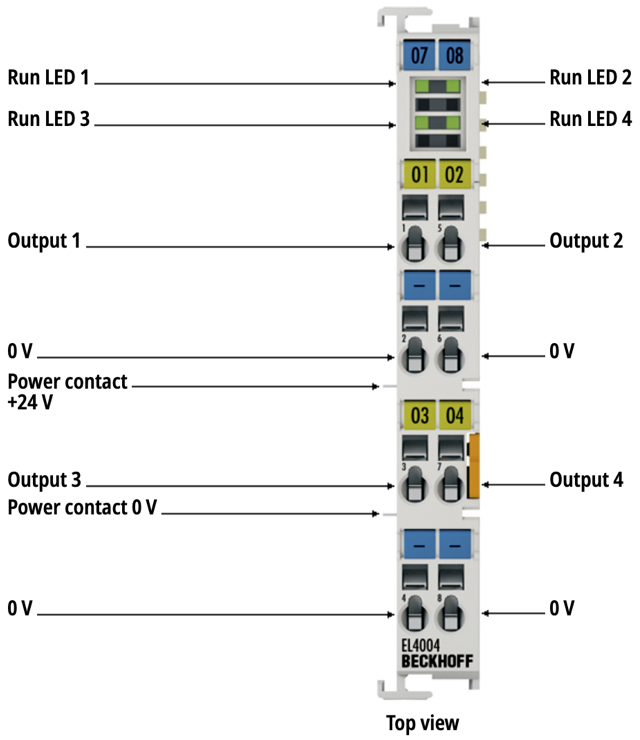 07 08
Run LED 1
Run LED 2
Run LED 3
Run LED 4
01 02
1 5
Output 1
Output 2
– –
2 6
0 V
0 V
Power contact
+24 V
03 04
3 7
Output 3
Output 4
Power contact 0 V
– –
4 8
0 V
0 V
EL4004
BECKHOFF
Top view